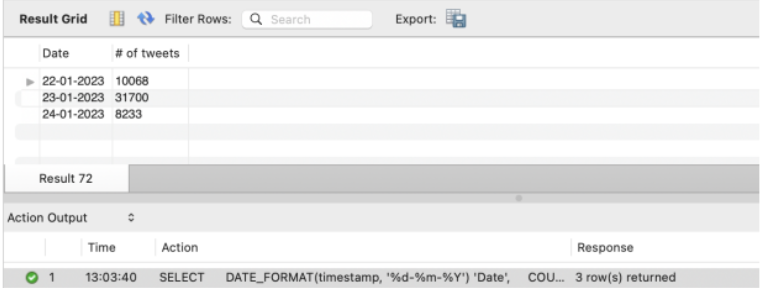 Result Grid Filter Rows: Search Export:
Date # of tweets
22-01-2023 10068
23-01-2023 31700
24-01-2023 8233
Result 72
Action Output
Time Action Response
1 13:03:40 SELECT DATE_FORMAT(timestamp, '%d-%m-%Y') 'Date', COU... 3 row(s) returned